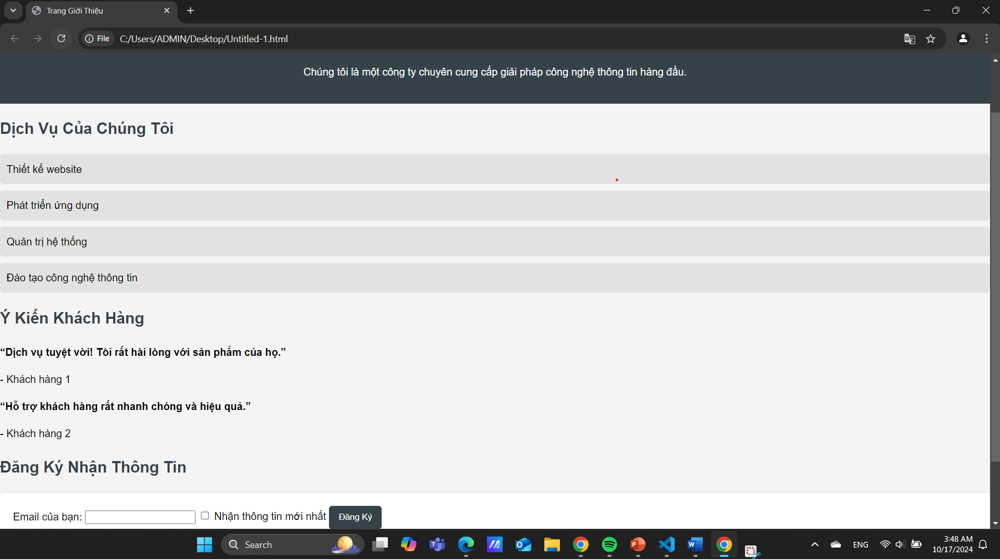 Trang Giới Thiệu
File C:/Users/ADMIN/Desktop/Untitled-1.html
Chúng tôi là một công ty chuyên cung cấp giải pháp công nghệ thông tin hàng đầu.
Dịch Vụ Của Chúng Tôi
Thiết kế website
Phát triển ứng dụng
Quản trị hệ thống
Đào tạo công nghệ thông tin
Ý Kiến Khách Hàng
“Dịch vụ tuyệt vời! Tôi rất hài lòng với sản phẩm của họ.”
- Khách hàng 1
“Hỗ trợ khách hàng rất nhanh chóng và hiệu quả.”
- Khách hàng 2
Đăng Ký Nhận Thông Tin
Email của bạn: Nhận thông tin mới nhất Đăng Ký
Search
ENG
3:48 AM
10/17/2024